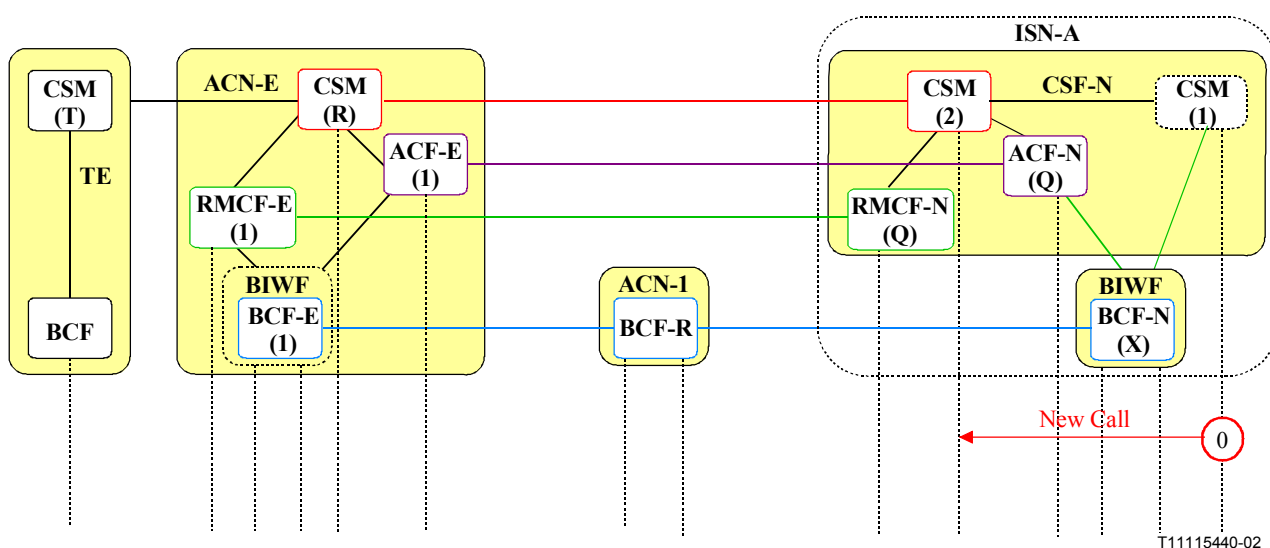 ISN-A
ACN-E
CSM
(T)
TE
BCF
CSM
(R)
ACF-E
(1)
RMCF-E
(1)
BIWF
BCF-E
(1)
ACN-1
BCF-R
CSM
(2)
CSF-N
CSM
(1)
ACF-N
(Q)
RMCF-N
(Q)
BIWF
BCF-N
(X)
New Call
0
T11115440-02